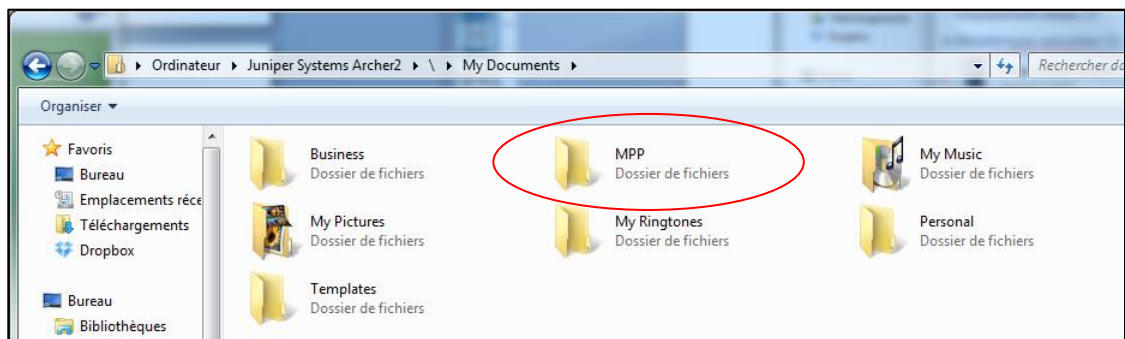 Ordinateur ▸ Juniper Systems Archer2 ▸ \ ▸ My Documents ▸
Rechercher da
Organiser
Favoris
Bureau
Emplacements réce
Téléchargements
Dropbox
Bureau
Bibliothèques
Business
Dossier de fichiers
MPP
Dossier de fichiers
My Music
Dossier de fichiers
My Pictures
Dossier de fichiers
My Ringtones
Dossier de fichiers
Personal
Dossier de fichiers
Templates
Dossier de fichiers